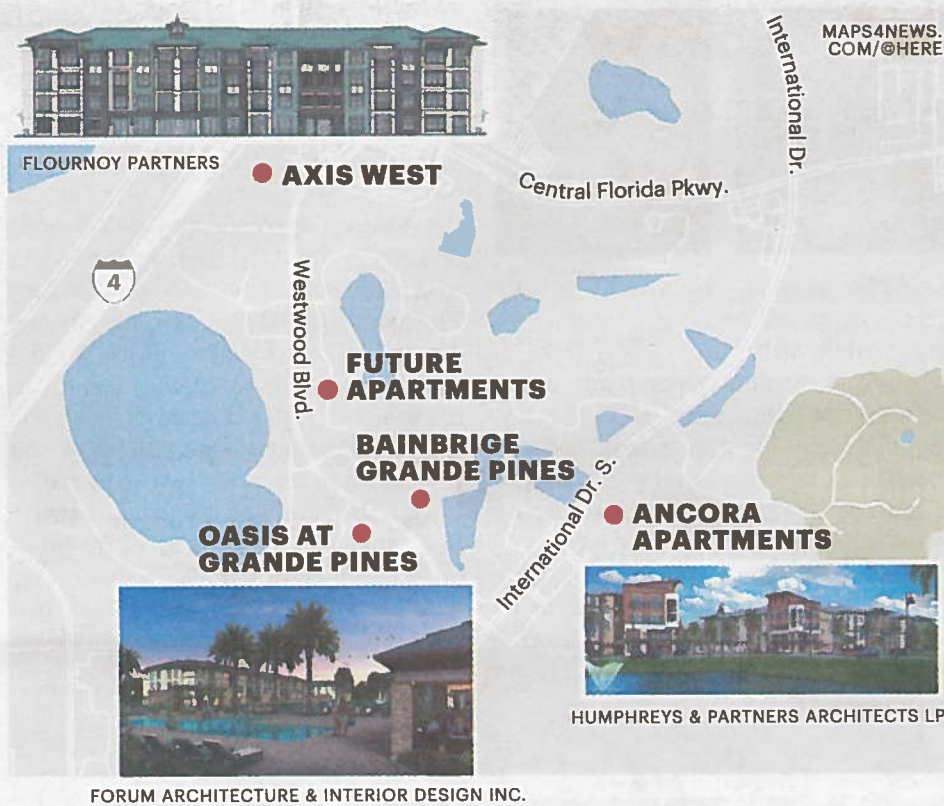 MAPS4NEWS.
COM/@HERE
International Dr.
FLOURNOY PARTNERS
AXIS WEST
Central Florida Pkwy.
4
Westwood Blvd.
FUTURE
APARTMENTS
BAINBRIGE
GRANDE PINES
International Dr. S.
ANCORA
APARTMENTS
OASIS AT
GRANDE PINES
HUMPHREYS & PARTNERS ARCHITECTS LP
FORUM ARCHITECTURE & INTERIOR DESIGN INC.